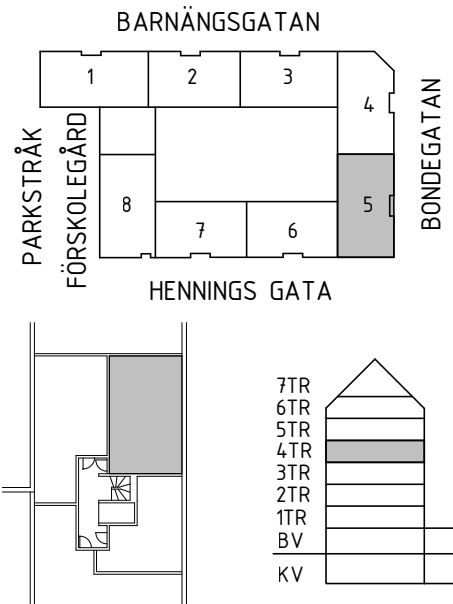 BARNÄNGSGATAN
1 2 3
4
PARKSTRÅK
FÖRSKOLEGÅRD
BONDEGATAN
8 7 6 5
HENNINGS GATA
7TR
6TR
5TR
4TR
3TR
2TR
1TR
BV
KV